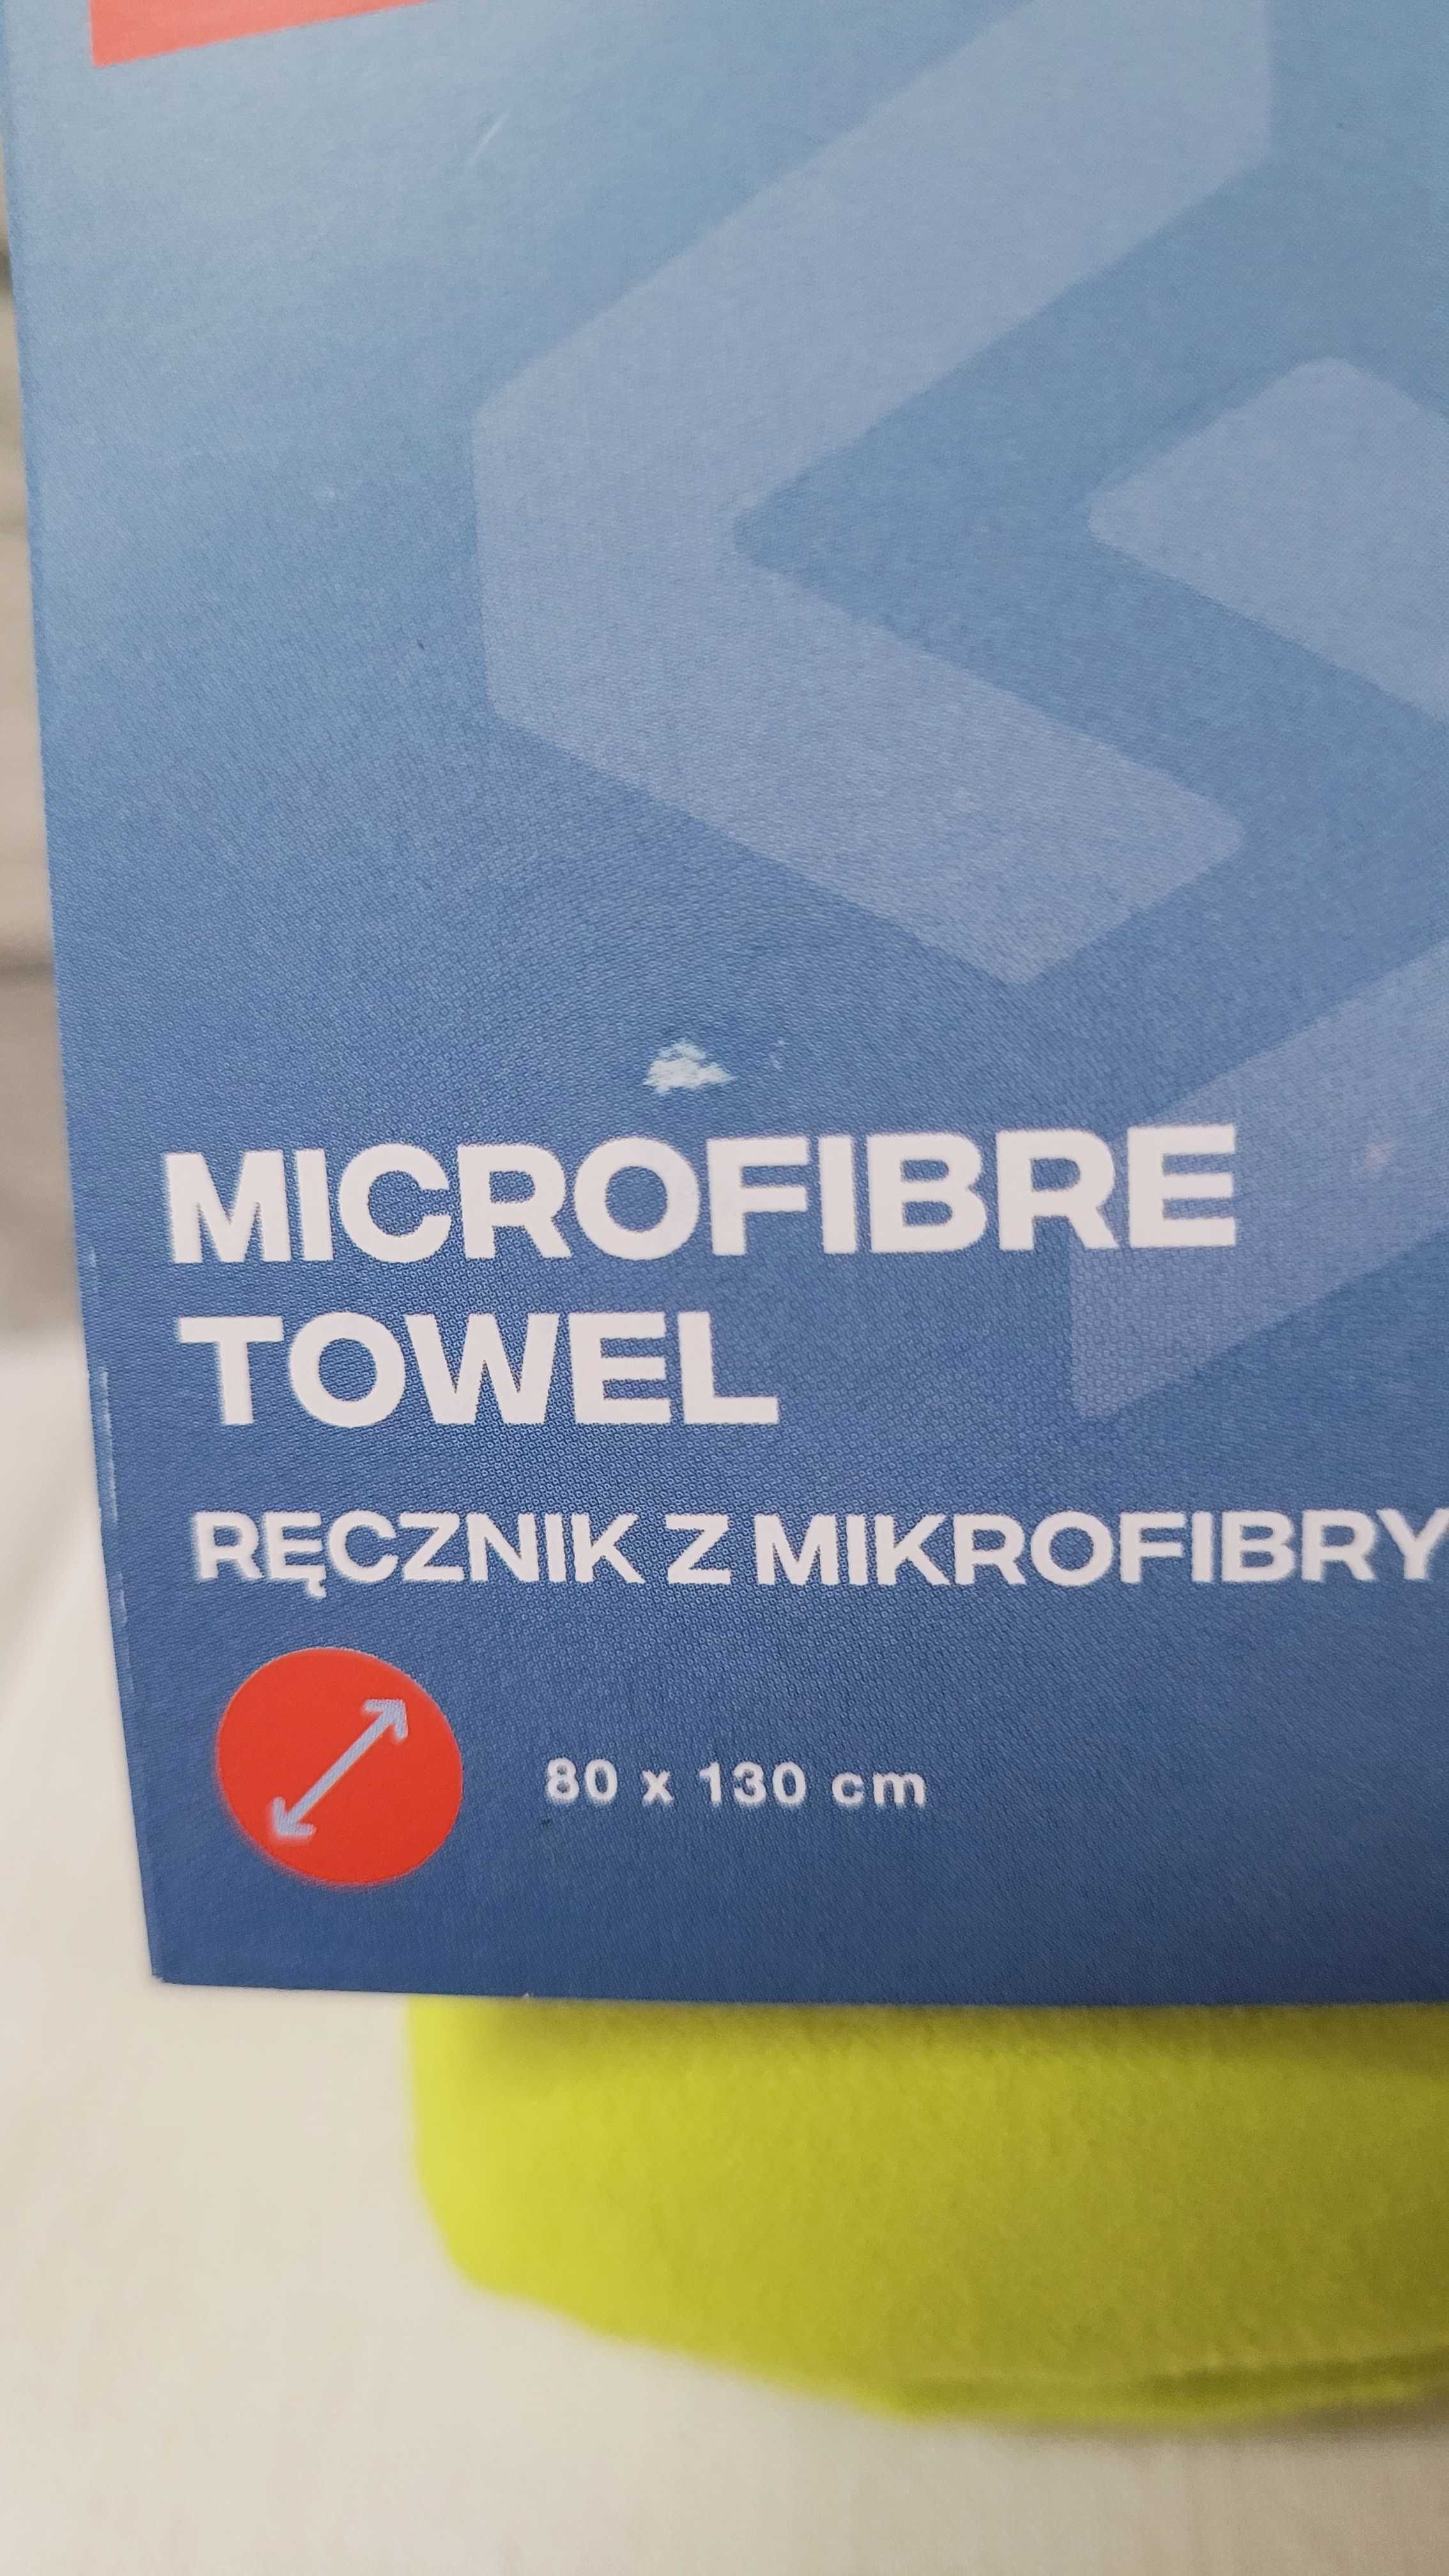 MICROFIBRE
TOWEL
RĘCZNIK Z MIKROFIBRY
80 x 130 cm